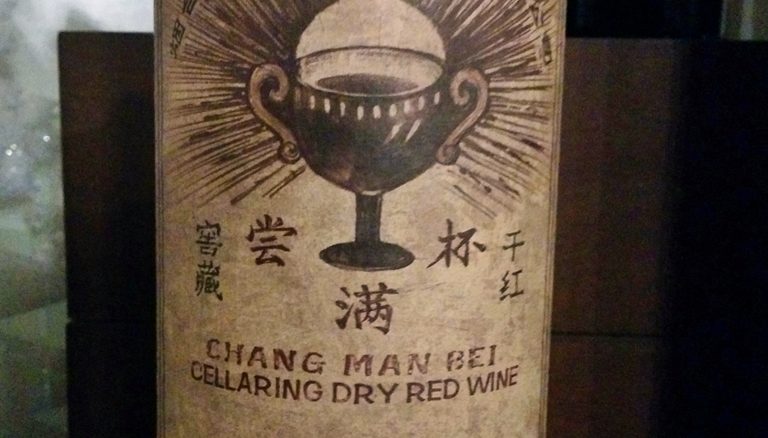 窖藏
尝满杯
干红
CHANG MAN BEI
CELLARING DRY RED WINE